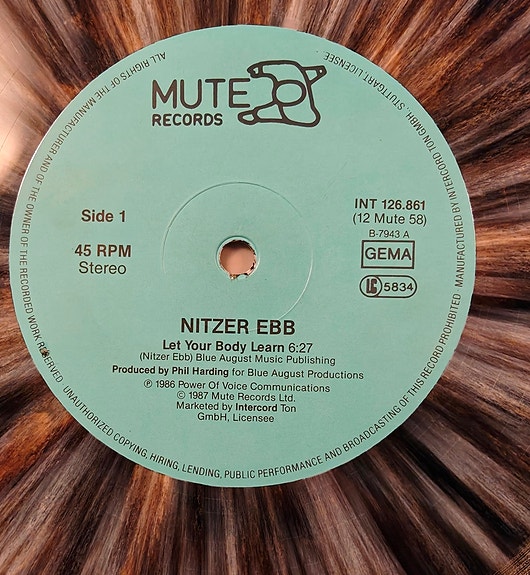 MUTE
RECORDS
Side 1
45 RPM
Stereo
INT 126.861
(12 Mute 58)
B-7943 A
GEMA
LC 5834
NITZER EBB
Let Your Body Learn 6:27
(Nitzer Ebb) Blue August Music Publishing
Produced by Phil Harding for Blue August Productions
℗ 1986 Power Of Voice Communications
© 1987 Mute Records Ltd.
Marketed by Intercord Ton
GmbH, Licensee
ALL RIGHTS OF THE MANUFACTURER AND OF THE OWNER OF THE RECORDED WORK RESERVED UNAUTHORIZED COPYING, HIRING, LENDING, PUBLIC PERFORMANCE AND BROADCASTING OF THIS RECORD PROHIBITED MANUFACTURED BY INTERCORD TON GMBH., STUTTGART LICENSEE